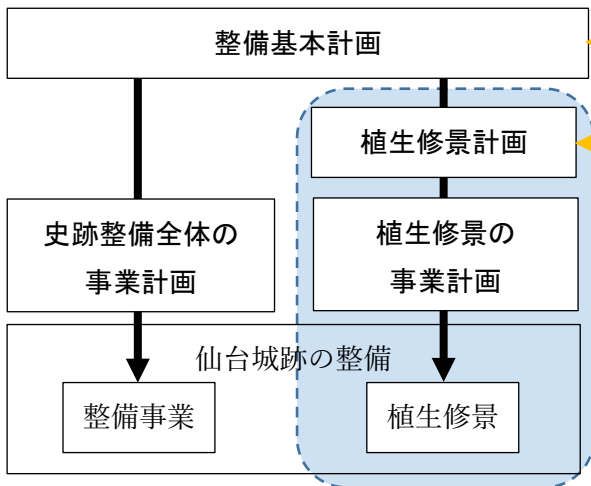 整備基本計画
植生修景計画
史跡整備全体の
事業計画
植生修景の
事業計画
仙台城跡の整備
整備事業
植生修景